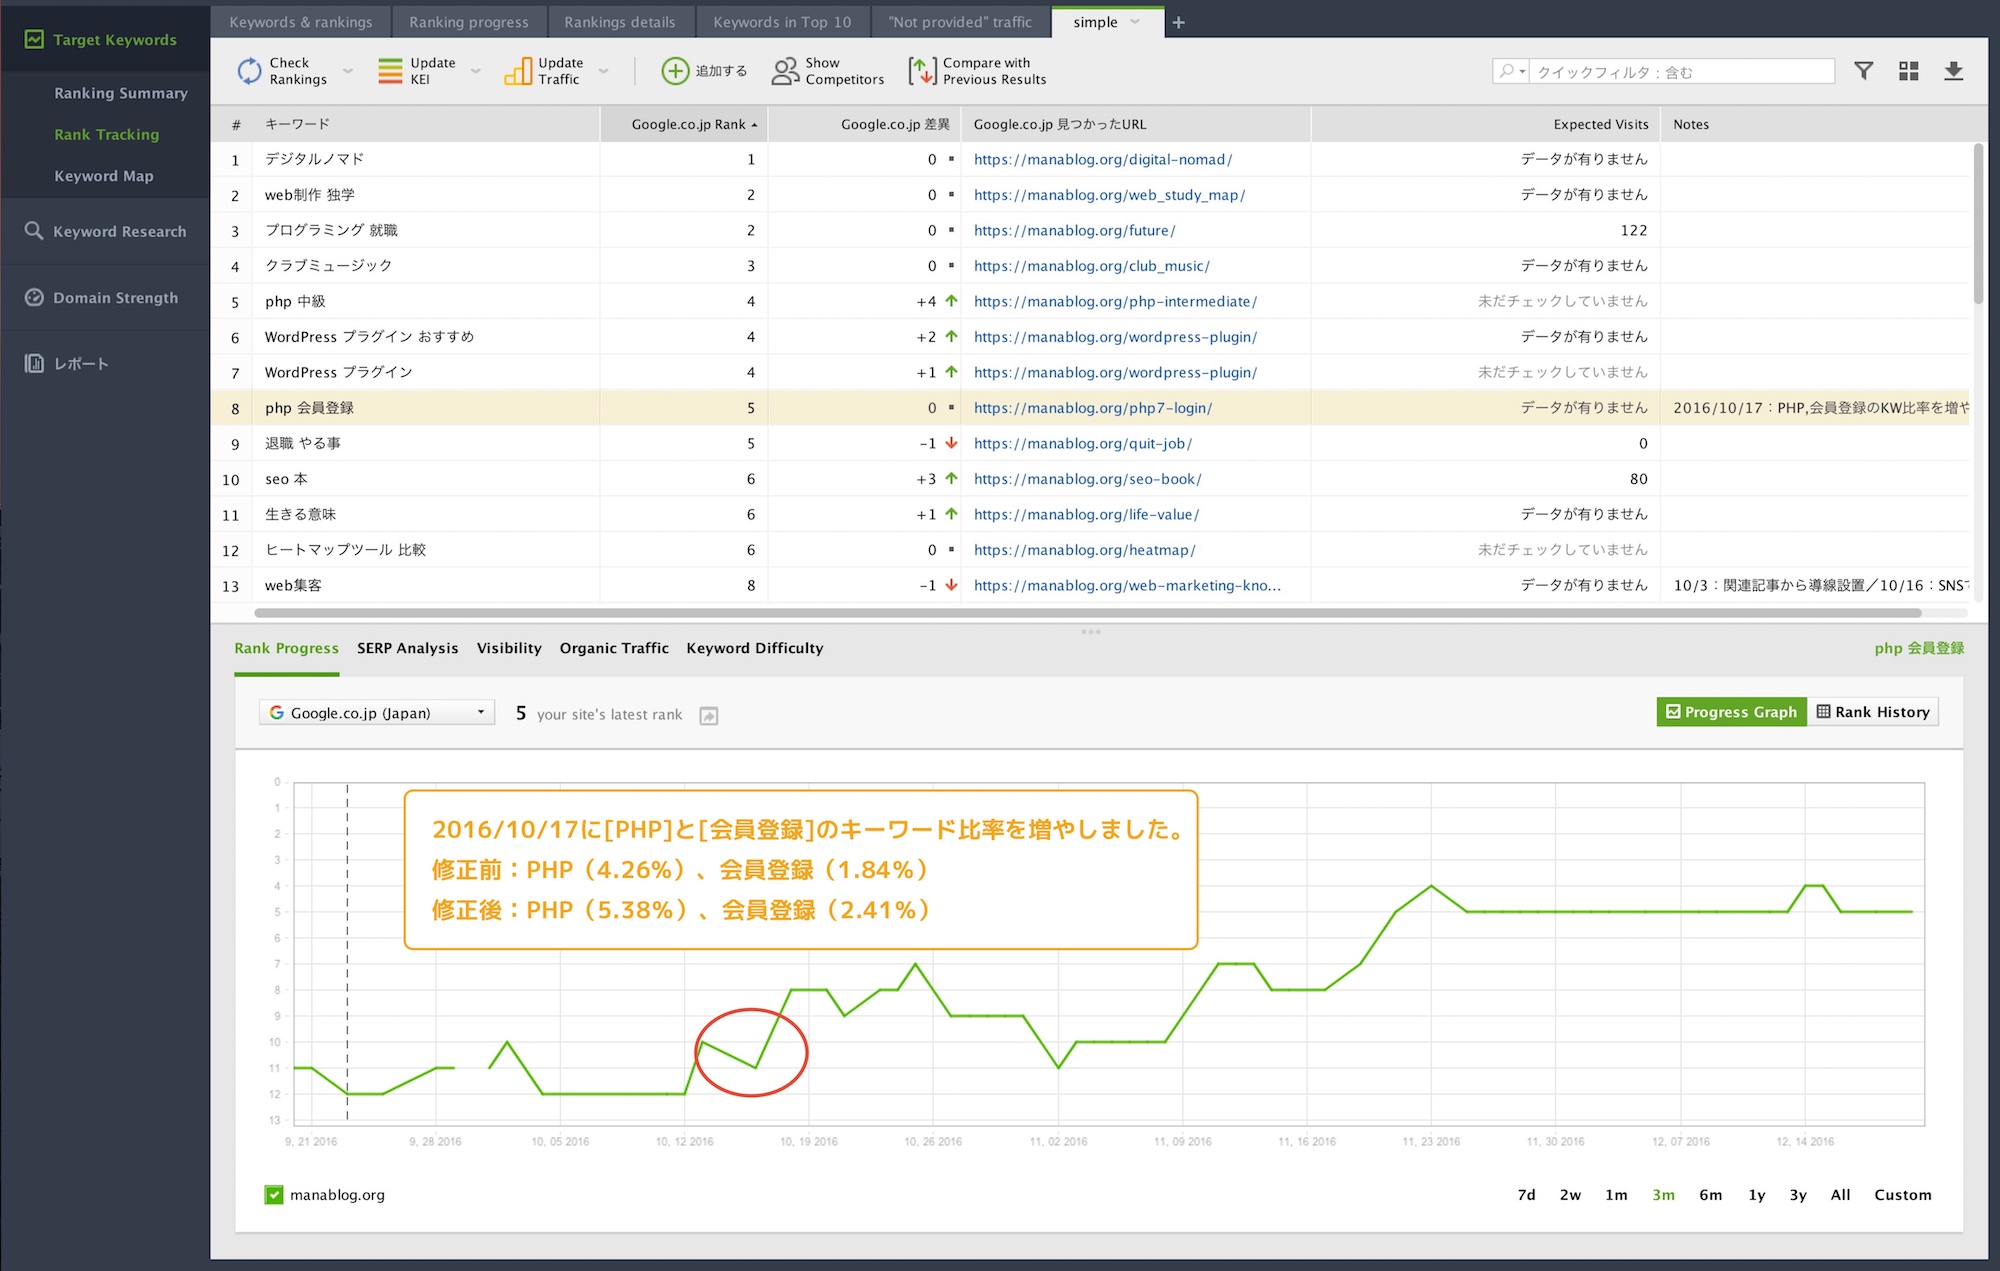 Target Keywords
Ranking Summary
Rank Tracking
Keyword Map
Keyword Research
Domain Strength
レポート
Keywords & rankings
Ranking progress
Rankings details
Keywords in Top 10
"Not provided" traffic
simple
Check Rankings
Update KEI
Update Traffic
追加する
Show Competitors
Compare with Previous Results
クイックフィルタ：含む
# キーワード Google.co.jp Rank Google.co.jp 差異 Google.co.jp 見つかったURL Expected Visits Notes
1 デジタルノマド 1 0 https://manablog.org/digital-nomad/ データが有りません
2 web制作 独学 2 0 https://manablog.org/web_study_map/ データが有りません
3 プログラミング 就職 2 0 https://manablog.org/future/ 122
4 クラブミュージック 3 0 https://manablog.org/club_music/ データが有りません
5 php 中級 4 +4 https://manablog.org/php-intermediate/ 未だチェックしていません
6 WordPress プラグイン おすすめ 4 +2 https://manablog.org/wordpress-plugin/ データが有りません
7 WordPress プラグイン 4 +1 https://manablog.org/wordpress-plugin/ 未だチェックしていません
8 php 会員登録 5 0 https://manablog.org/php7-login/ データが有りません 2016/10/17：PHP,会員登録のKW比率を増や
9 退職 やる事 5 -1 https://manablog.org/quit-job/ 0
10 seo 本 6 +3 https://manablog.org/seo-book/ 80
11 生きる意味 6 +1 https://manablog.org/life-value/ データが有りません
12 ヒートマップツール 比較 6 0 https://manablog.org/heatmap/ 未だチェックしていません
13 web集客 8 -1 https://manablog.org/web-marketing-kno... データが有りません 10/3：関連記事から導線設置／10/16：SNS
Rank Progress SERP Analysis Visibility Organic Traffic Keyword Difficulty php 会員登録
Google.co.jp (Japan) 5 your site's latest rank Progress Graph Rank History
2016/10/17に[PHP]と[会員登録]のキーワード比率を増やしました。
修正前：PHP（4.26%）、会員登録（1.84%）
修正後：PHP（5.38%）、会員登録（2.41%）
0
1
2
3
4
5
6
7
8
9
10
11
12
13
9, 21 2016 9, 28 2016 10, 05 2016 10, 12 2016 10, 19 2016 10, 26 2016 11, 02 2016 11, 09 2016 11, 16 2016 11, 23 2016 11, 30 2016 12, 07 2016 12, 14 2016
manablog.org 7d 2w 1m 3m 6m 1y 3y All Custom